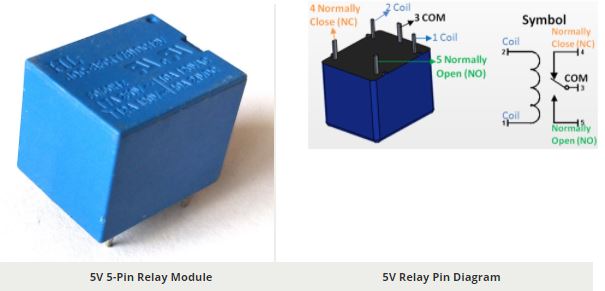 4 Normally
Close (NC)
2 Coil
3 COM
1 Coil
5 Normally
Open (NO)
Symbol
Coil
2
Normally
Close (NC)
4
COM
3
Coil
1
5
Normally
Open (NO)
5V 5-Pin Relay Module
5V Relay Pin Diagram